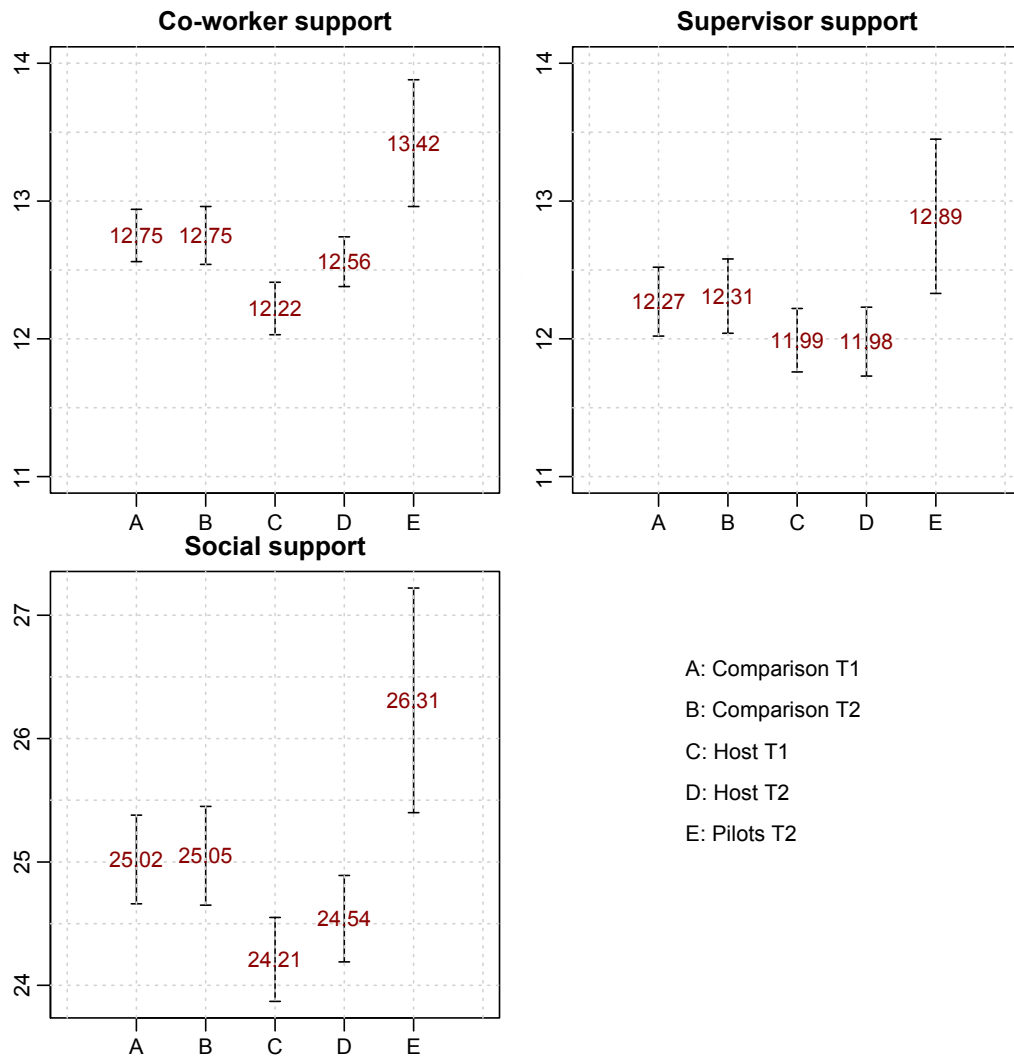 Co-worker support
14
13
12
11
12.75
12.75
12.22
12.56
13.42
A B C D E
Supervisor support
14
13
12
11
12.27
12.31
11.99
11.98
12.89
A B C D E
Social support
27
26
25
24
25.02
25.05
24.21
24.54
26.31
A B C D E
A: Comparison T1
B: Comparison T2
C: Host T1
D: Host T2
E: Pilots T2